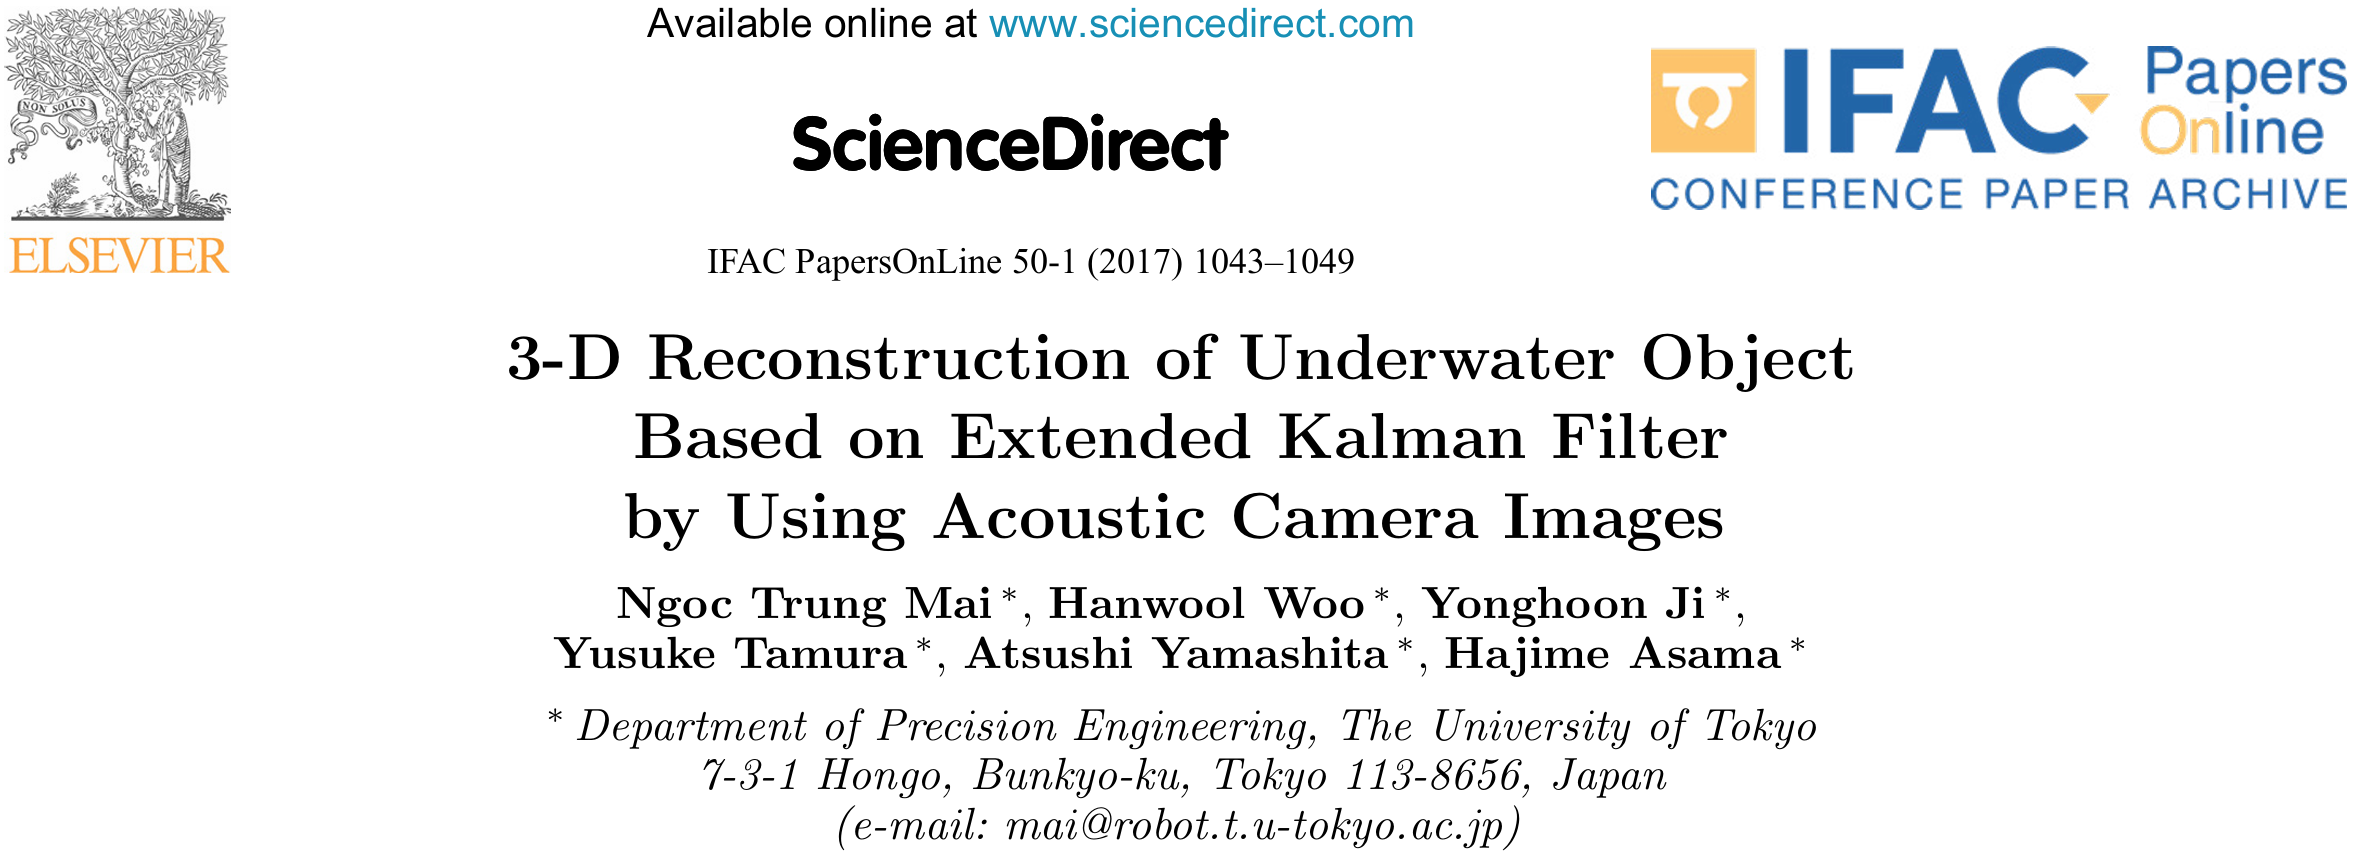 Available online at www.sciencedirect.com
NON SOLUS
ELSEVIER
ScienceDirect
IFAC Papers OnLine
CONFERENCE PAPER ARCHIVE
IFAC PapersOnLine 50-1 (2017) 1043–1049
3-D Reconstruction of Underwater Object
Based on Extended Kalman Filter
by Using Acoustic Camera Images
Ngoc Trung Mai *, Hanwool Woo *, Yonghoon Ji *,
Yusuke Tamura *, Atsushi Yamashita *, Hajime Asama *
* Department of Precision Engineering, The University of Tokyo
7-3-1 Hongo, Bunkyo-ku, Tokyo 113-8656, Japan
(e-mail: mai@robot.t.u-tokyo.ac.jp)